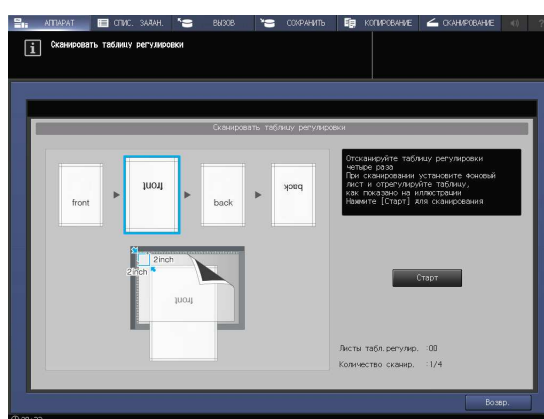 АППАРАТ
СПИС. ЗАДАН.
ВЫЗОВ
СОХРАНИТЬ
КОПИРОВАНИЕ
СКАНИРОВАНИЕ
Сканировать таблицу регулировки
Сканировать таблицу регулировки
front
front
back
back
Отсканируйте таблицу регулировки
четыре раза
При сканировании установите фоновый
лист и отрегулируйте таблицу,
как показано на иллюстрации
Нажмите [Старт] для сканирования
2inch
2inch
front
Старт
Листы табл.регулир. :00
Количество сканир. :1/4
Возвр.